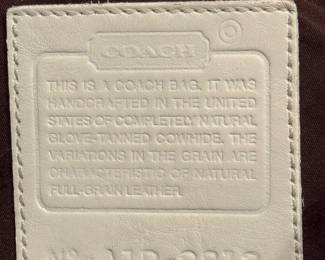 COACH ©
THIS IS A COACH BAG. IT WAS
HANDCRAFTED IN THE UNITED
STATES OF COMPLETELY NATURAL,
GLOVE-TANNED COWHIDE. THE
VARIATIONS IN THE GRAIN ARE
CHARACTERISTIC OF NATURAL
FULL-GRAIN LEATHER.
Nº